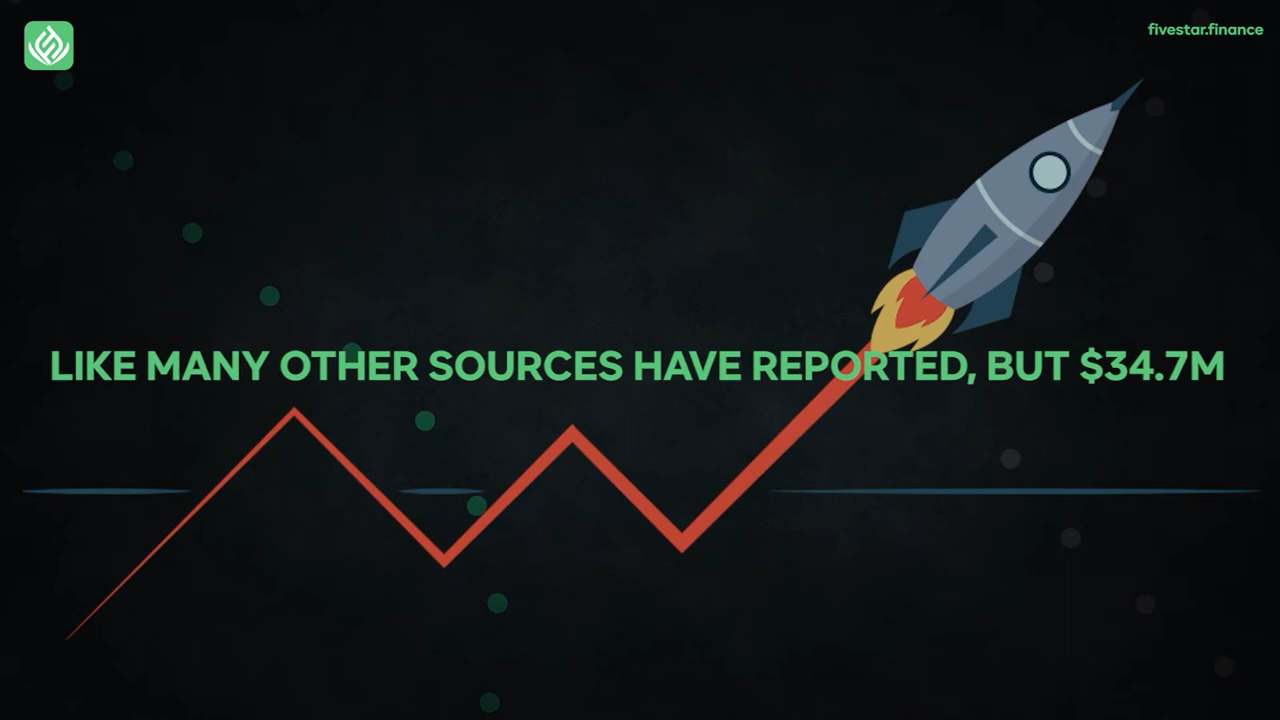 fivestar.finance
LIKE MANY OTHER SOURCES HAVE REPORTED, BUT $34.7M